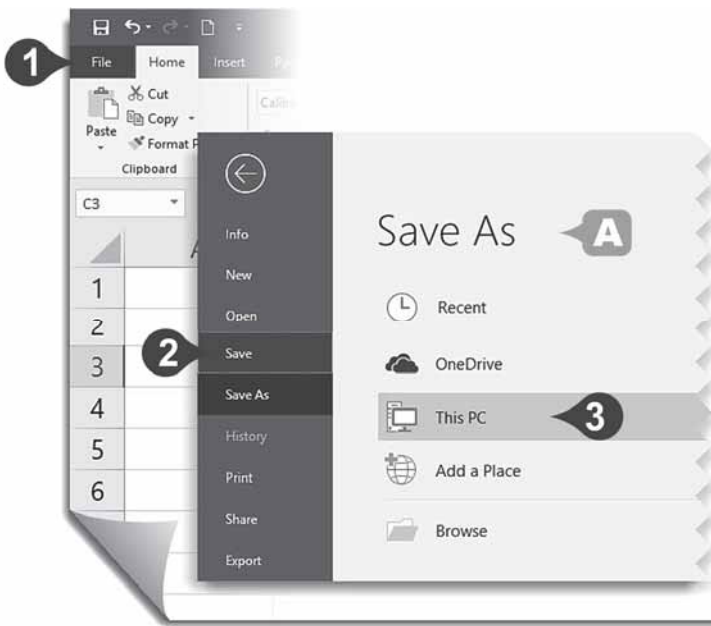 1
File Home Insert
Cut
Copy
Paste
Format
Clipboard
C3
A
1
2
3
4
5
6
Info
New
Open
2
Save
Save As
History
Print
Share
Export
Save As
A
Recent
OneDrive
This PC
3
Add a Place
Browse